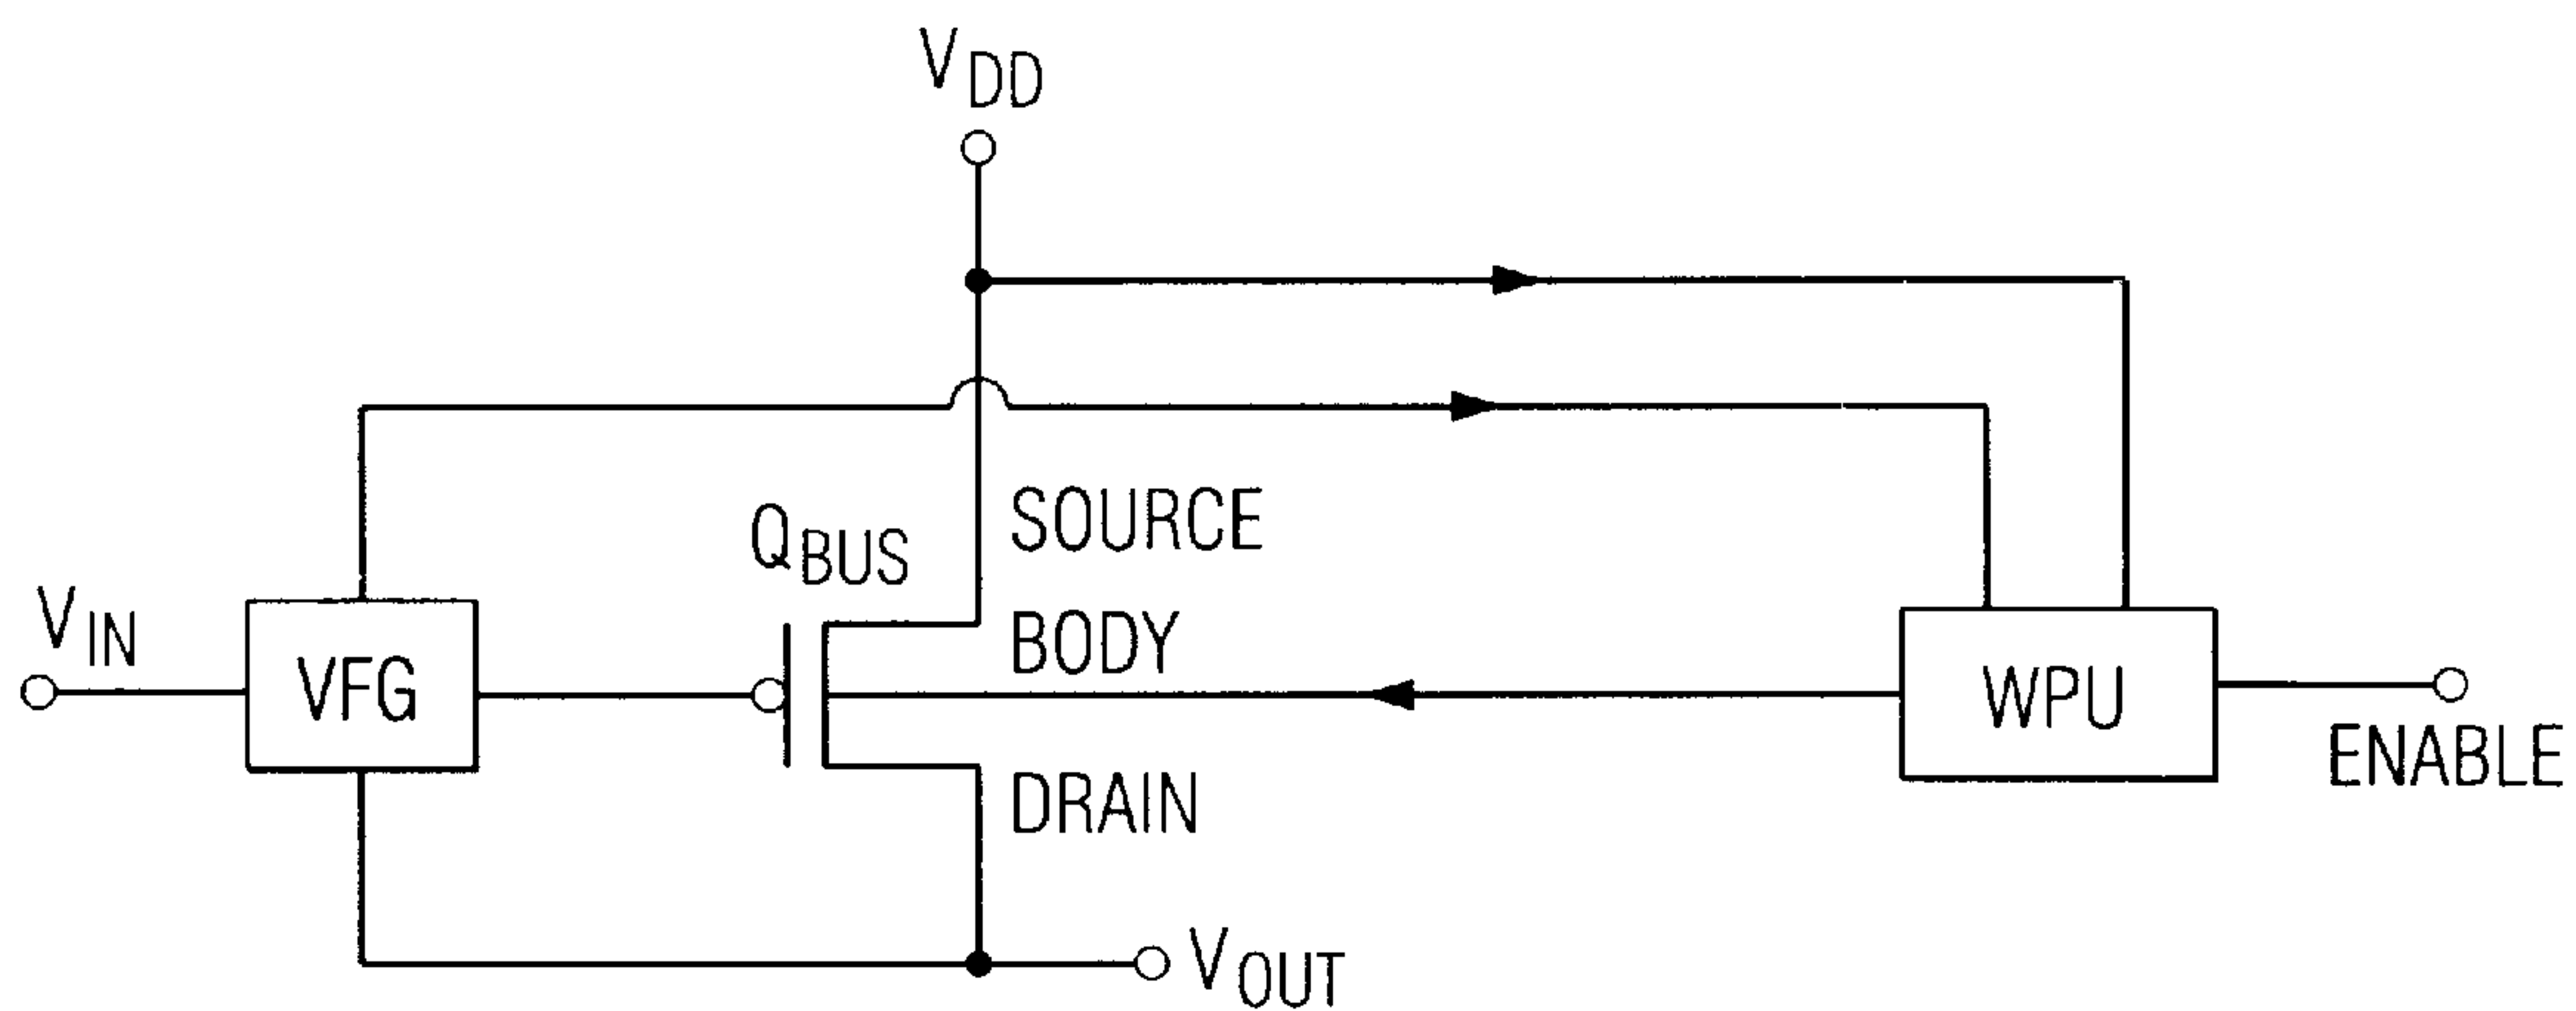 VDD
SOURCE
QBUS
VIN
BODY
VFG
WPU
ENABLE
DRAIN
VOUT